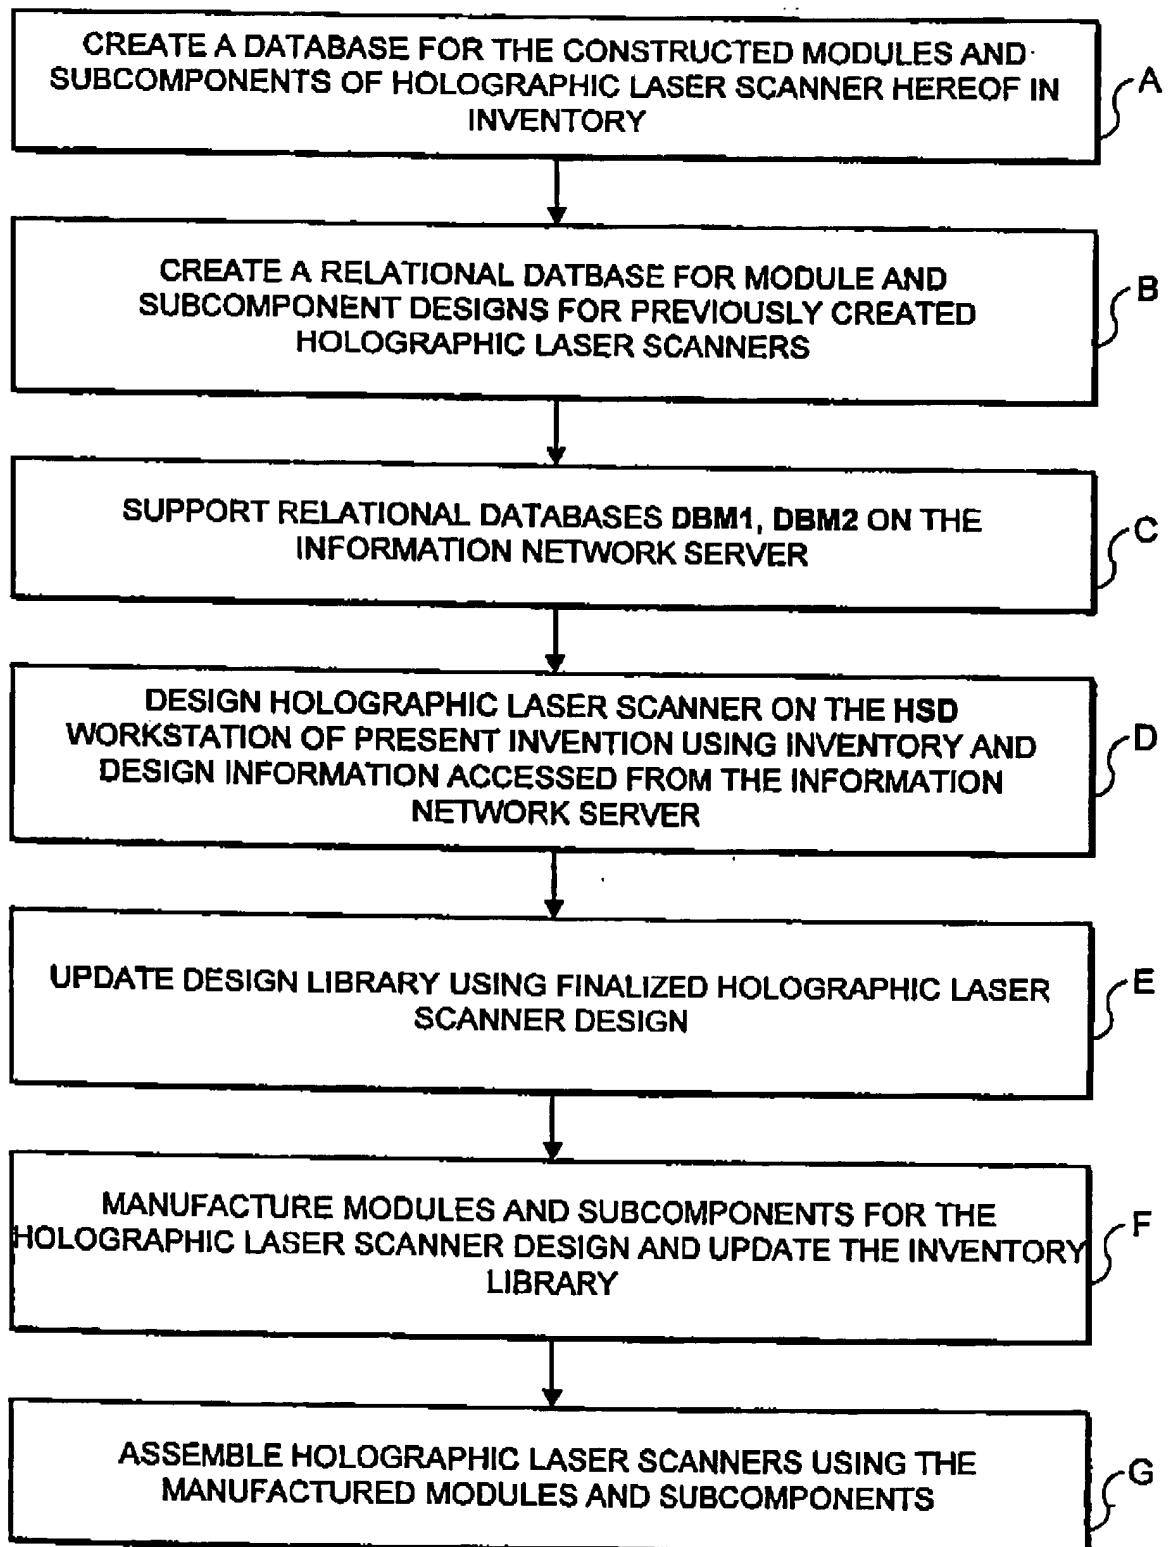 CREATE A DATABASE FOR THE CONSTRUCTED MODULES AND
SUBCOMPONENTS OF HOLOGRAPHIC LASER SCANNER HEREOF IN
INVENTORY
A
CREATE A RELATIONAL DATBASE FOR MODULE AND
SUBCOMPONENT DESIGNS FOR PREVIOUSLY CREATED
HOLOGRAPHIC LASER SCANNERS
B
SUPPORT RELATIONAL DATABASES DBM1, DBM2 ON THE
INFORMATION NETWORK SERVER
C
DESIGN HOLOGRAPHIC LASER SCANNER ON THE HSD
WORKSTATION OF PRESENT INVENTION USING INVENTORY AND
DESIGN INFORMATION ACCESSED FROM THE INFORMATION
NETWORK SERVER
D
UPDATE DESIGN LIBRARY USING FINALIZED HOLOGRAPHIC LASER
SCANNER DESIGN
E
MANUFACTURE MODULES AND SUBCOMPONENTS FOR THE
HOLOGRAPHIC LASER SCANNER DESIGN AND UPDATE THE INVENTORY
LIBRARY
F
ASSEMBLE HOLOGRAPHIC LASER SCANNERS USING THE
MANUFACTURED MODULES AND SUBCOMPONENTS
G